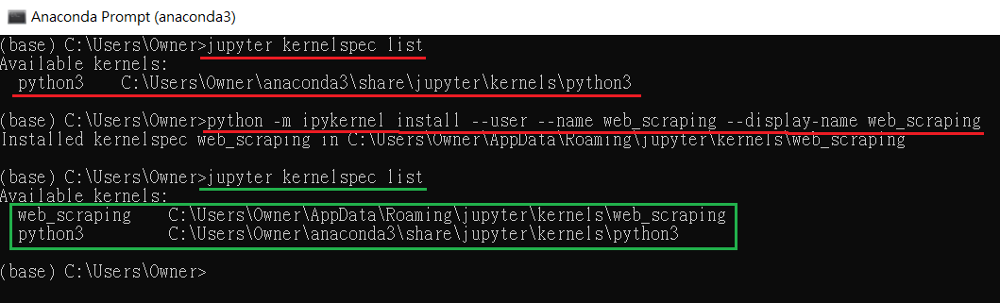 Anaconda Prompt (anaconda3)
(base) C:\Users\Owner>jupyter kernelspec list
Available kernels:
  python3    C:\Users\Owner\anaconda3\share\jupyter\kernels\python3
(base) C:\Users\Owner>python -m ipykernel install --user --name web_scraping --display-name web_scraping
Installed kernelspec web_scraping in C:\Users\Owner\AppData\Roaming\jupyter\kernels\web_scraping
(base) C:\Users\Owner>jupyter kernelspec list
Available kernels:
  web_scraping    C:\Users\Owner\AppData\Roaming\jupyter\kernels\web_scraping
  python3         C:\Users\Owner\anaconda3\share\jupyter\kernels\python3
(base) C:\Users\Owner>